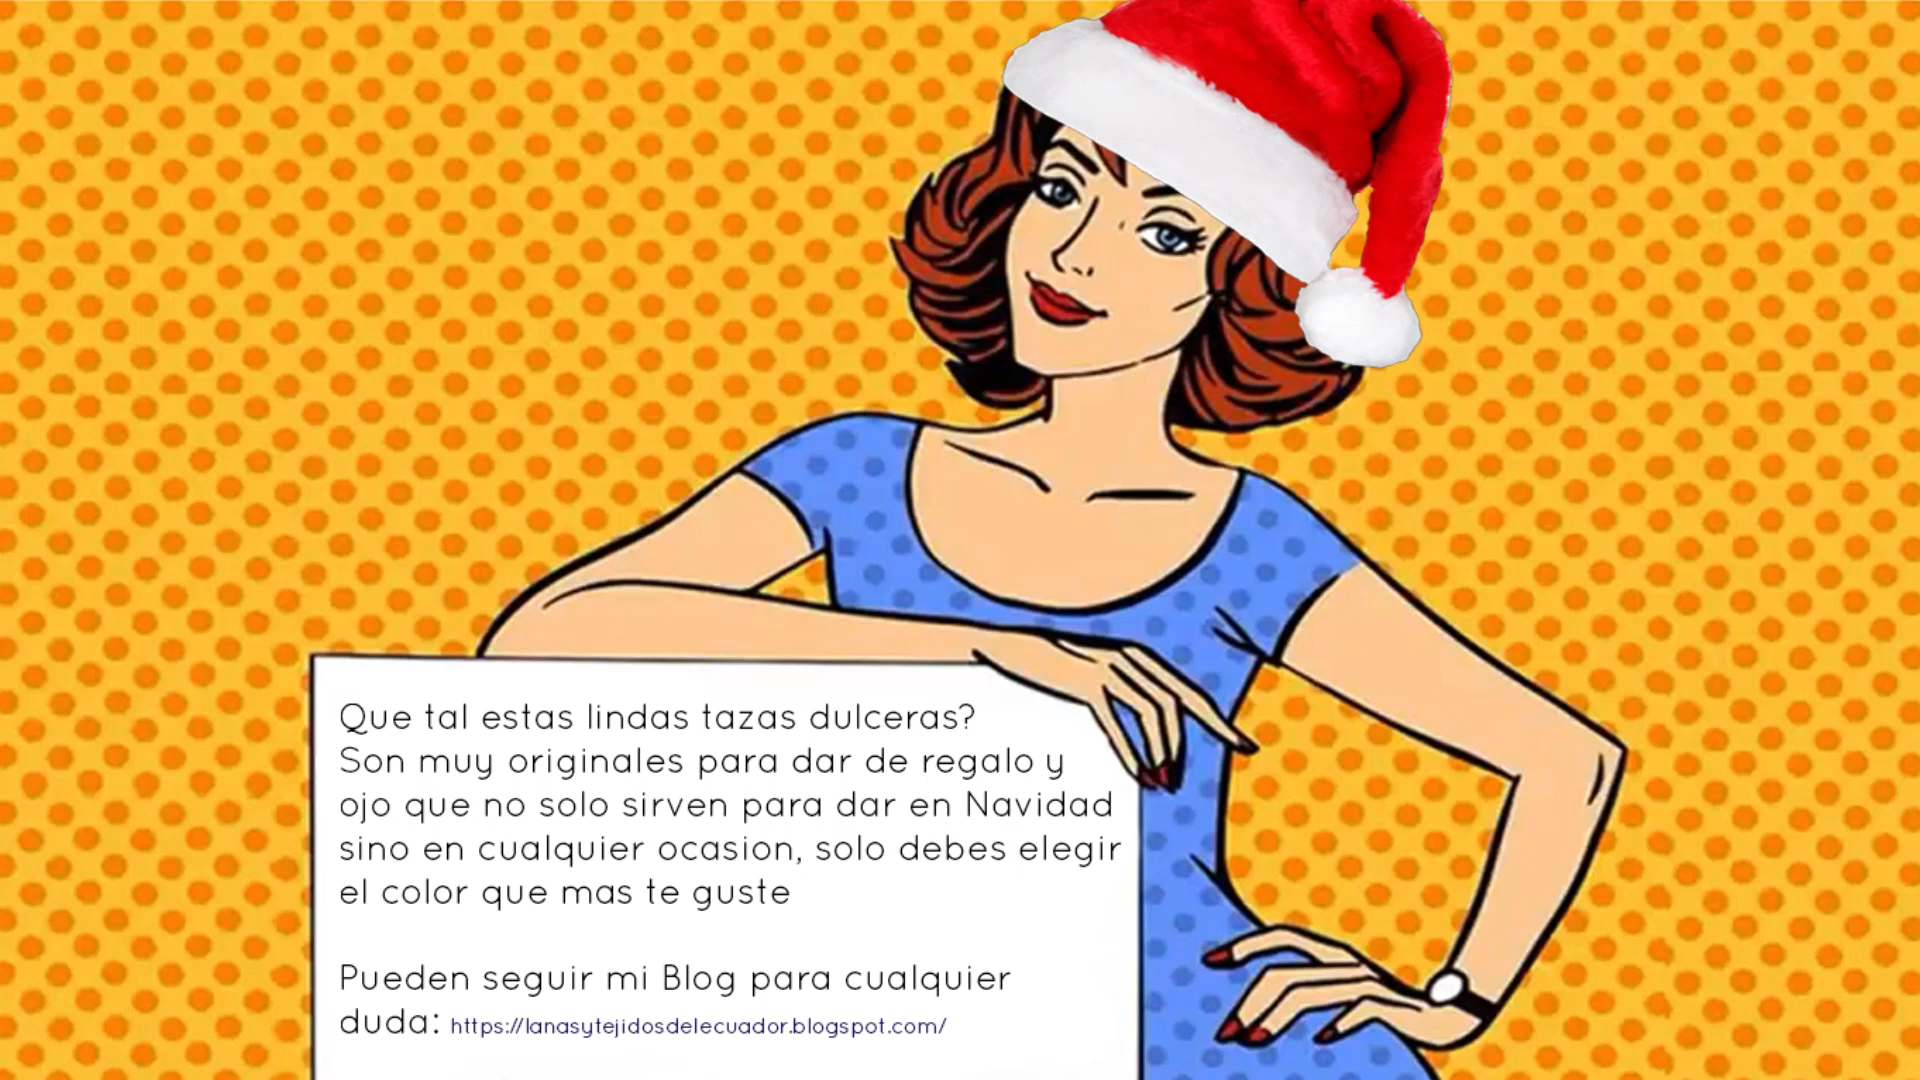 Que tal estas lindas tazas dulceras?
Son muy originales para dar de regalo y
ojo que no solo sirven para dar en Navidad
sino en cualquier ocasion, solo debes elegir
el color que mas te guste
Pueden seguir mi Blog para cualquier
duda: https://lanasytejidosdelecuador.blogspot.com/